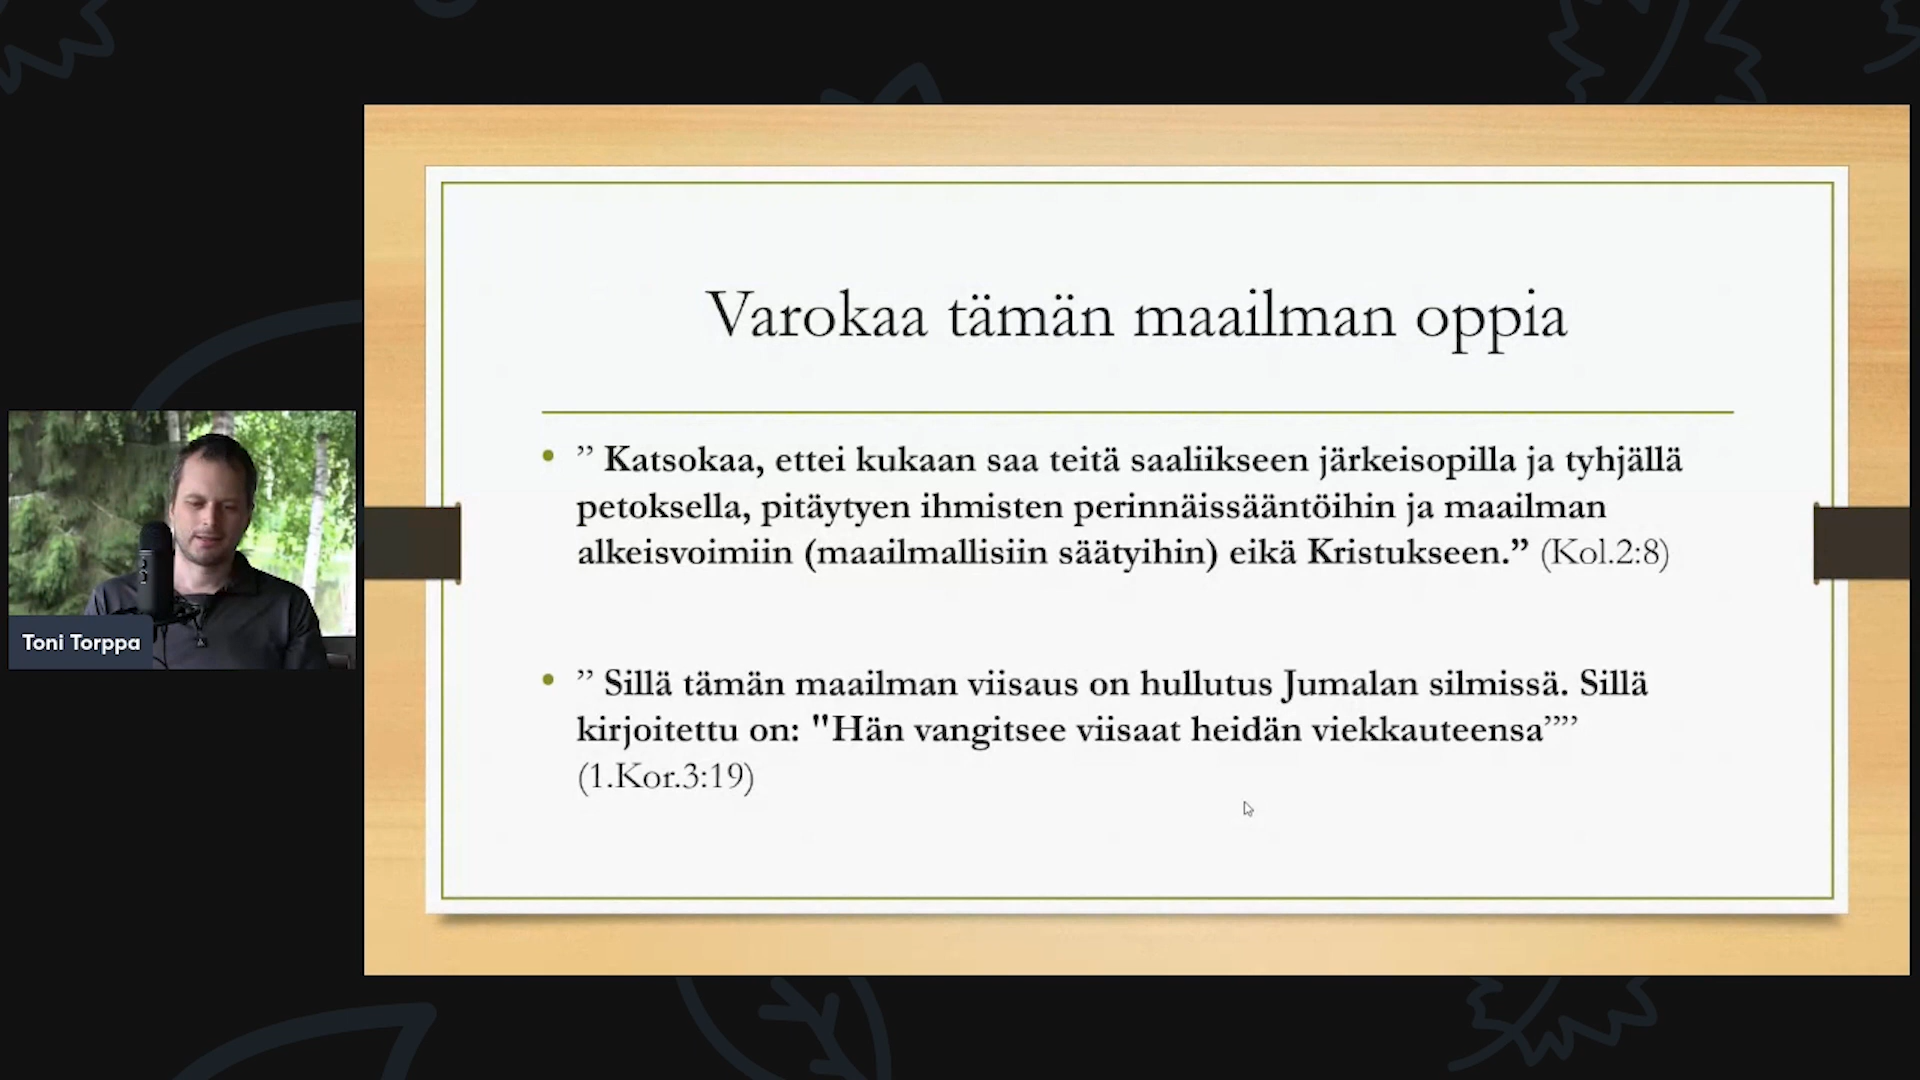 Varokaa tämän maailman oppia
” Katsokaa, ettei kukaan saa teitä saaliikseen järkeisopilla ja tyhjällä
petoksella, pitäytyen ihmisten perinnäissääntöihin ja maailman
alkeisvoimiin (maailmallisiin säätyihin) eikä Kristukseen.” (Kol.2:8)
” Sillä tämän maailman viisaus on hullutus Jumalan silmissä. Sillä
kirjoitettu on: "Hän vangitsee viisaat heidän viekkauteensa””
(1.Kor.3:19)
Toni Torppa